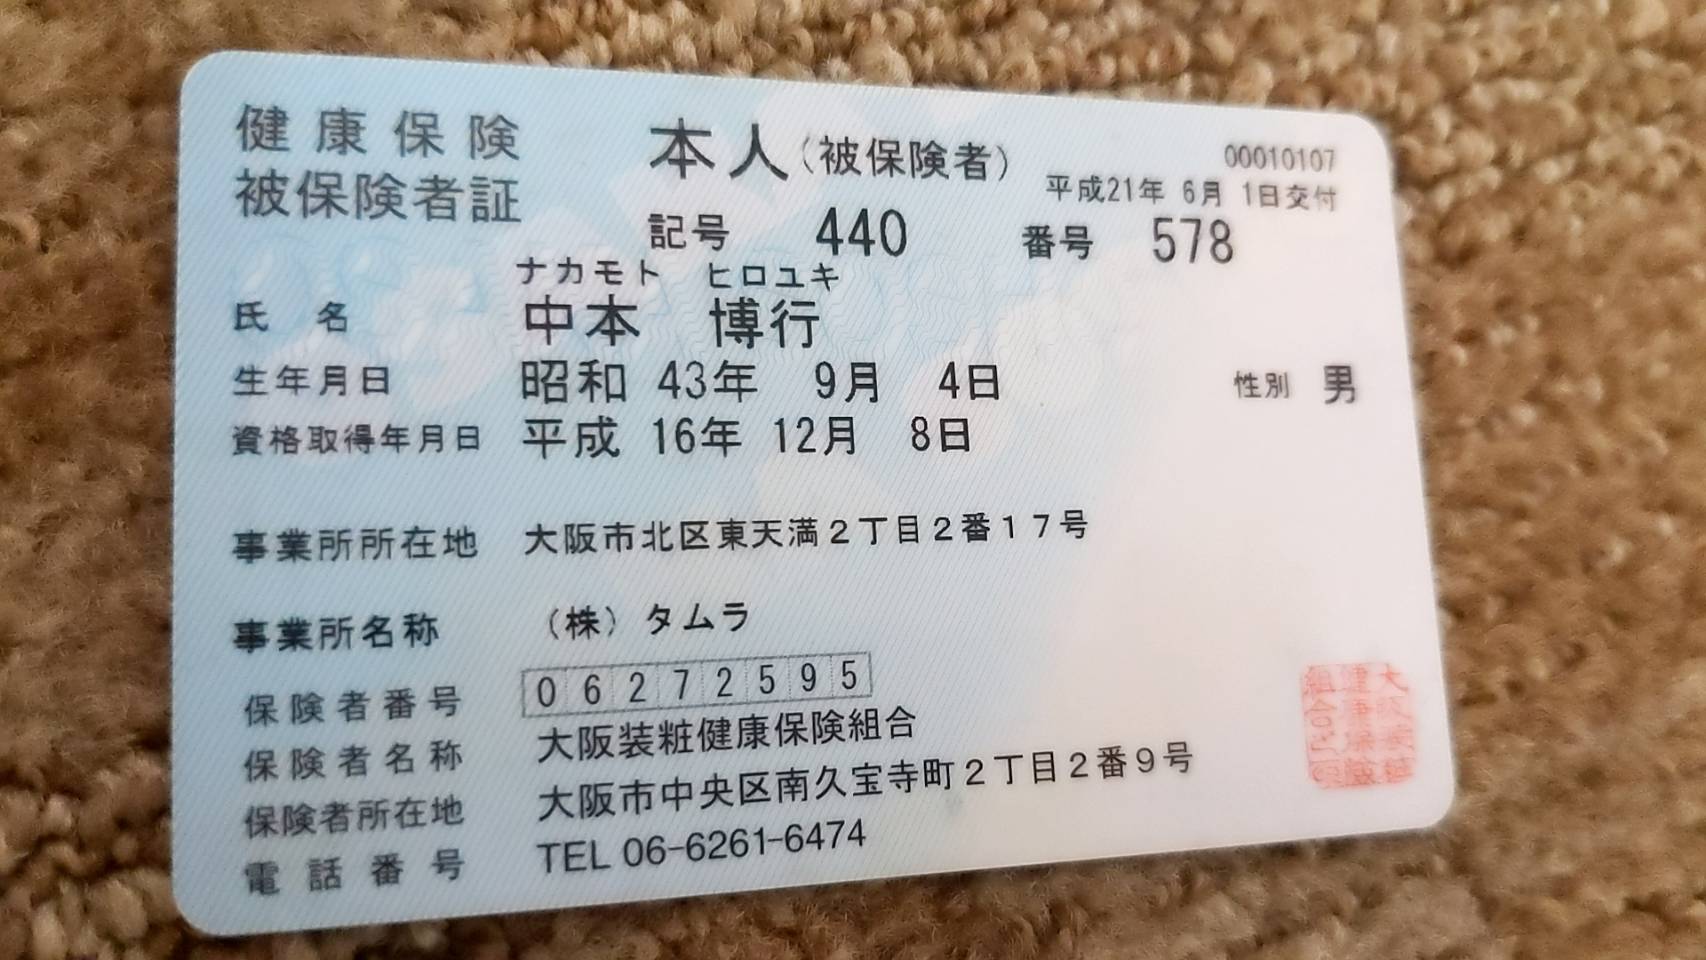 健康保険
被保険者証
本人(被保険者)
00010107
平成21年 6月 1日交付
記号 440 番号 578
ナカモト ヒロユキ
氏名 中本 博行
生年月日 昭和 43年 9月 4日 性別 男
資格取得年月日 平成 16年 12月 8日
事業所所在地 大阪市北区東天満2丁目2番17号
事業所名称 (株)タムラ
保険者番号 06272595
保険者名称 大阪装粧健康保険組合
保険者所在地 大阪市中央区南久宝寺町2丁目2番9号
電話番号 TEL 06-6261-6474